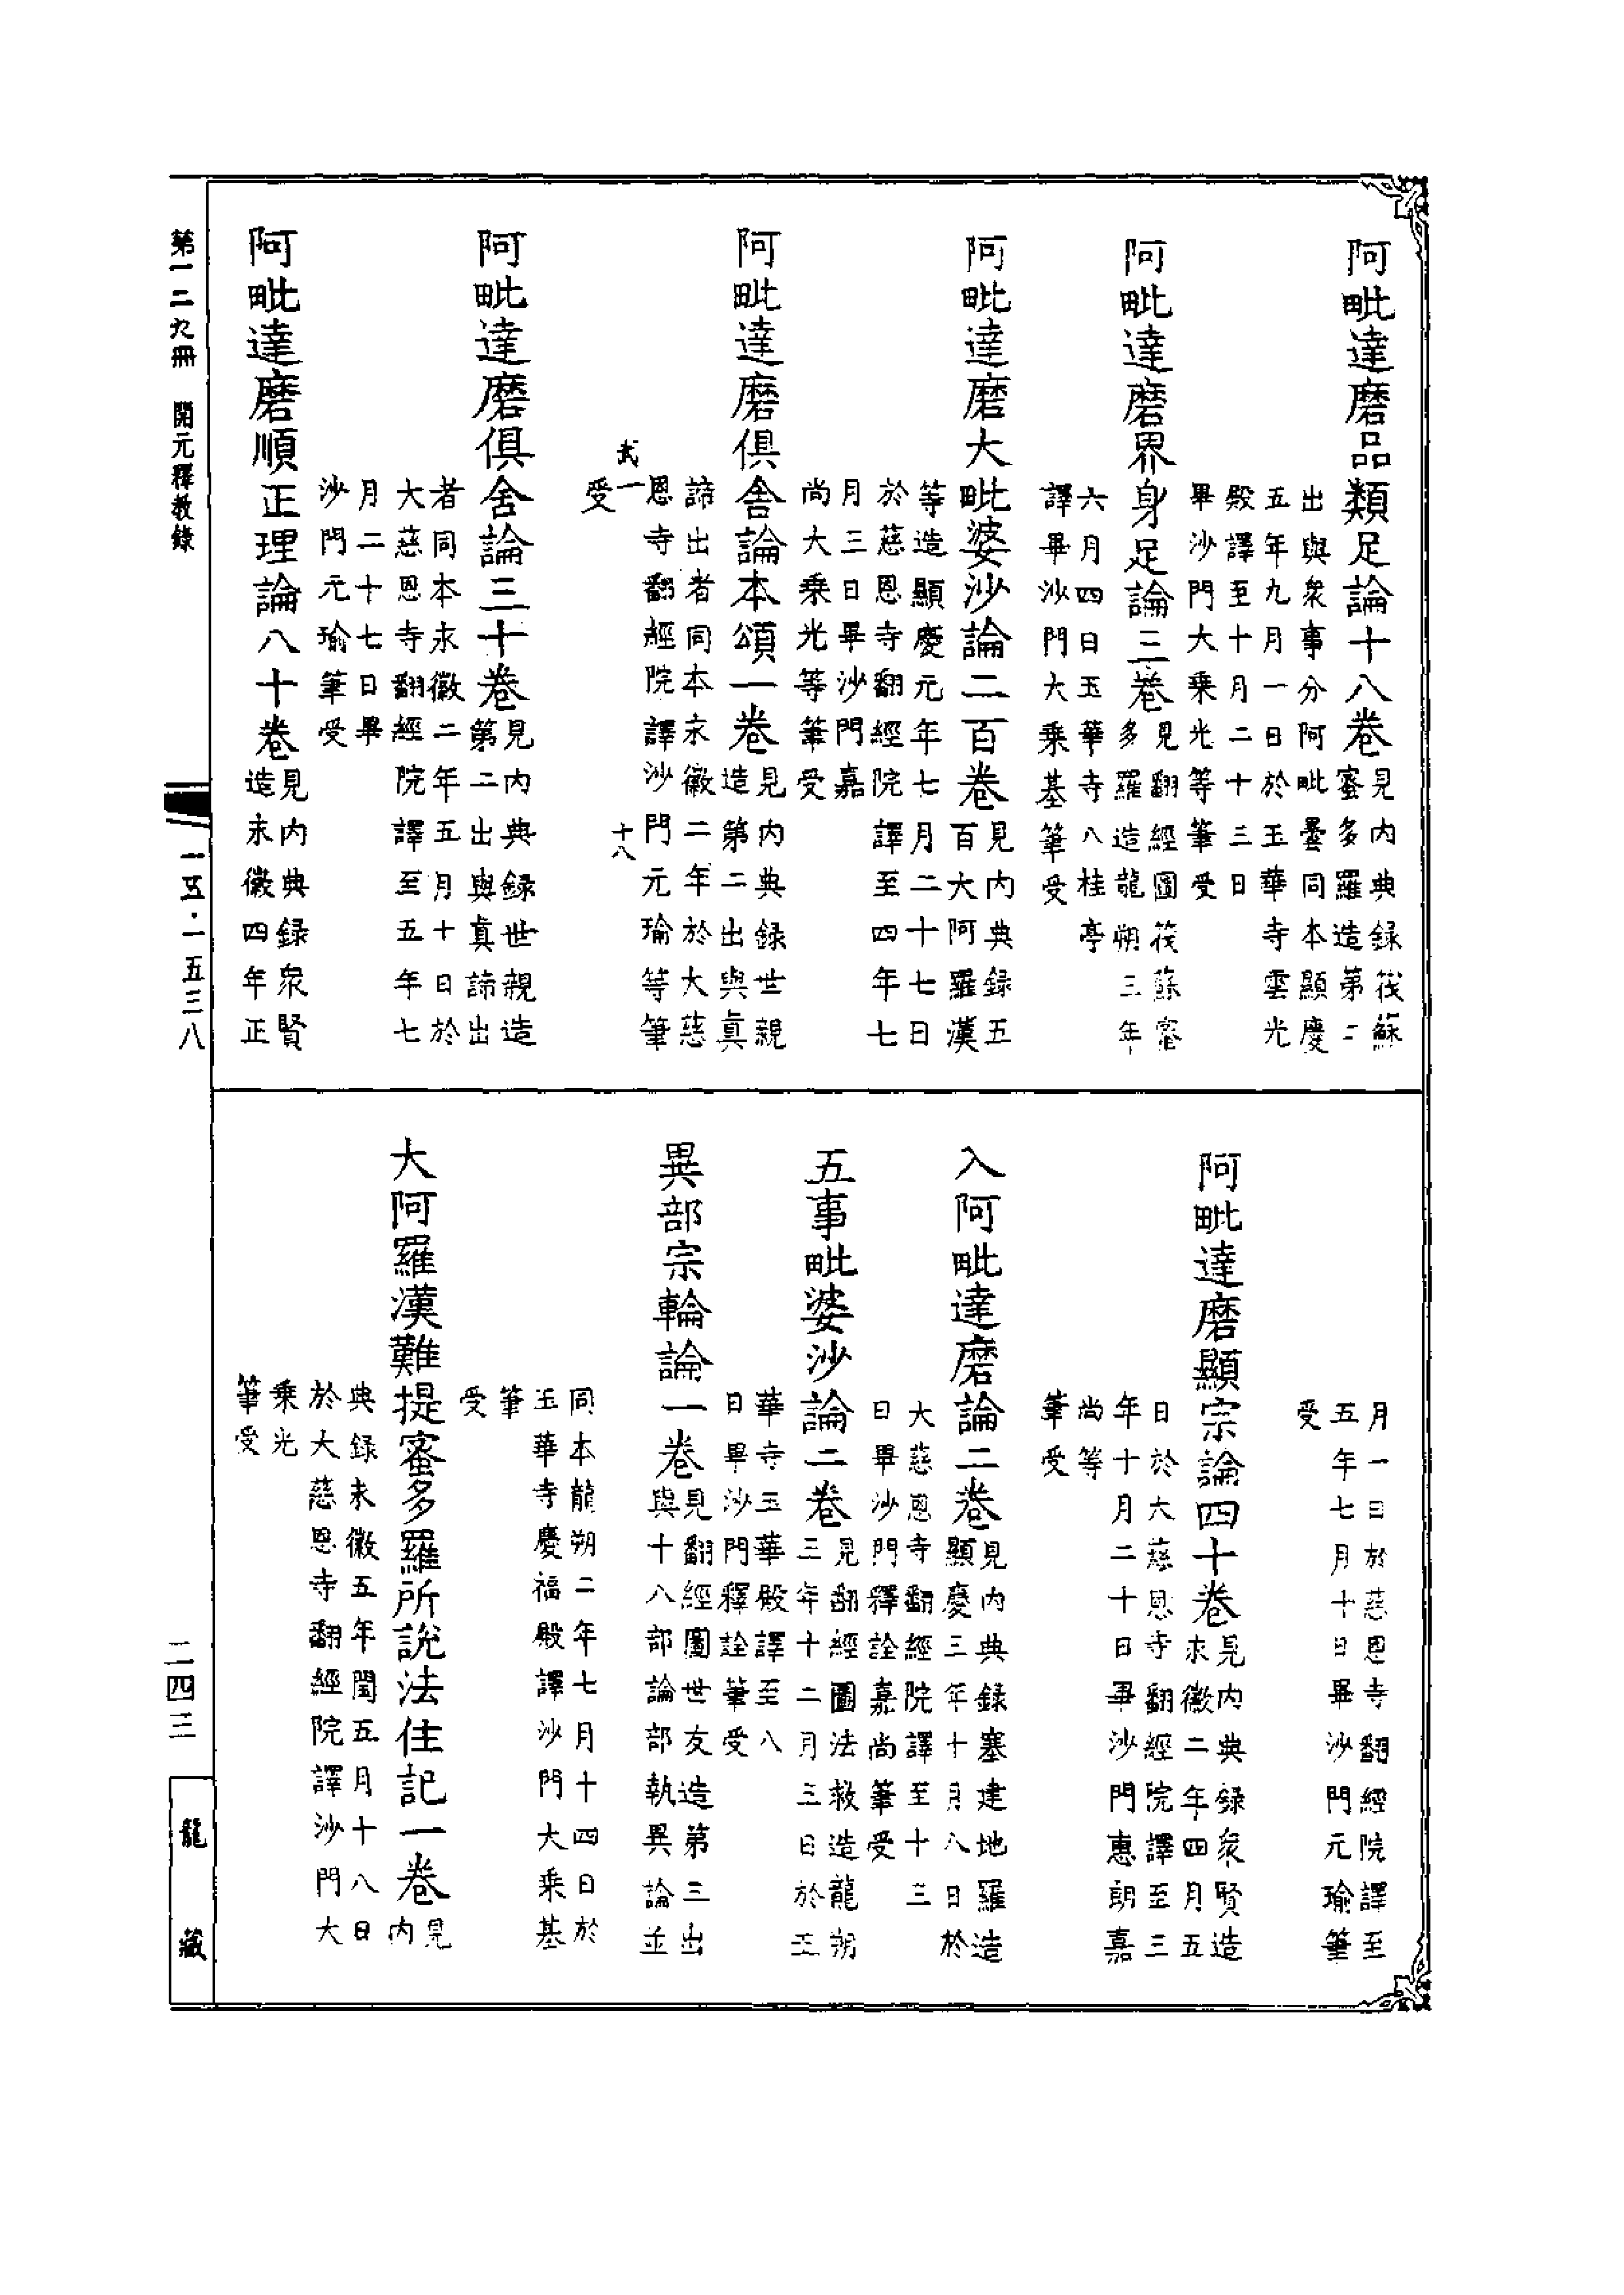 阿毗達磨品類足論十八卷見内典録筏蘇
蜜多羅造第二
出與衆事分阿毗曇同本顯慶
五年九月一日於玉華寺雲光
殿譯至十月二十三日
畢沙門大乘光等筆受
阿毗達磨界身足論三卷見翻經圖筏蘇蜜
多羅造龍朔三年
六月四日玉華寺八桂亭
譯畢沙門大乘基筆受
阿毗達磨大毗婆沙論二百卷見内典録五
百大阿羅漢
等造顯慶元年七月二十七日
於慈恩寺翻經院譯至四年七
月三日畢沙門嘉
尚大乘光等筆受
阿毗達磨俱舍論本頌一卷見内典録世親
造第二出與真
諦出者同本永徽二年於大慈
恩寺翻經院譯沙門元瑜等筆
武一
十八
受
阿毗達磨俱舍論三十卷見内典録世親造
第二出與真諦出
者同本永徽二年五月十日於
大慈恩寺翻經院譯至五年七
月二十七日畢
沙門元瑜筆受
阿毗達磨順正理論八十卷見内典録衆賢
造永徽四年正
月一日於慈恩寺翻經院譯至
五年七月十日畢沙門元瑜筆
受
阿毗達磨顯宗論四十卷見内典録衆賢造
永徽二年四月五
日於大慈恩寺翻經院譯至三
年十月二十日畢沙門惠朗嘉
尚等
筆受
入阿毗達磨論二卷見内典録塞建地羅造
顯慶三年十月八日於
大慈恩寺翻經院譯至十三
日畢沙門釋詮嘉尚筆受
五事毗婆沙論二卷見翻經圖法救造龍朔
三年十二月三日於玉
華寺玉華殿譯至八
日畢沙門釋詮筆受
異部宗輪論一卷見翻經圖世友造第三出
與十八部論部執異論並
同本龍朔二年七月十四日於
玉華寺慶福殿譯沙門大乘基
筆
受
大阿羅漢難提蜜多羅所説法住記一卷見
内
典録永徽五年閏五月十八日
於大慈恩寺翻經院譯沙門大
乘光
筆受
第一二九冊 開元釋教錄
一五·一五三八
二四三
龍藏